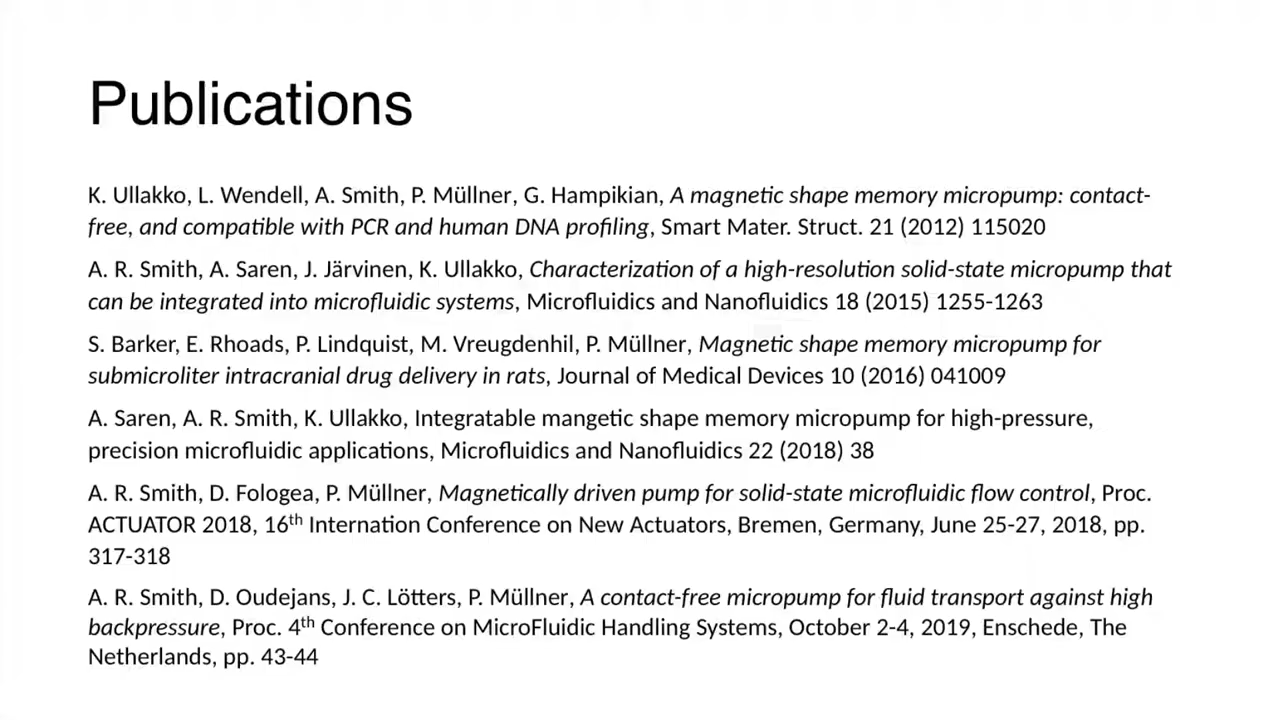 Publications
K. Ullakko, L. Wendell, A. Smith, P. Müllner, G. Hampikian, A magnetic shape memory micropump: contact-
free, and compatible with PCR and human DNA profiling, Smart Mater. Struct. 21 (2012) 115020
A. R. Smith, A. Saren, J. Järvinen, K. Ullakko, Characterization of a high-resolution solid-state micropump that
can be integrated into microfluidic systems, Microfluidics and Nanofluidics 18 (2015) 1255-1263
S. Barker, E. Rhoads, P. Lindquist, M. Vreugdenhil, P. Müllner, Magnetic shape memory micropump for
submicroliter intracranial drug delivery in rats, Journal of Medical Devices 10 (2016) 041009
A. Saren, A. R. Smith, K. Ullakko, Integratable mangetic shape memory micropump for high-pressure,
precision microfluidic applications, Microfluidics and Nanofluidics 22 (2018) 38
A. R. Smith, D. Fologea, P. Müllner, Magnetically driven pump for solid-state microfluidic flow control, Proc.
ACTUATOR 2018, 16th Internation Conference on New Actuators, Bremen, Germany, June 25-27, 2018, pp.
317-318
A. R. Smith, D. Oudejans, J. C. Lötters, P. Müllner, A contact-free micropump for fluid transport against high
backpressure, Proc. 4th Conference on MicroFluidic Handling Systems, October 2-4, 2019, Enschede, The
Netherlands, pp. 43-44